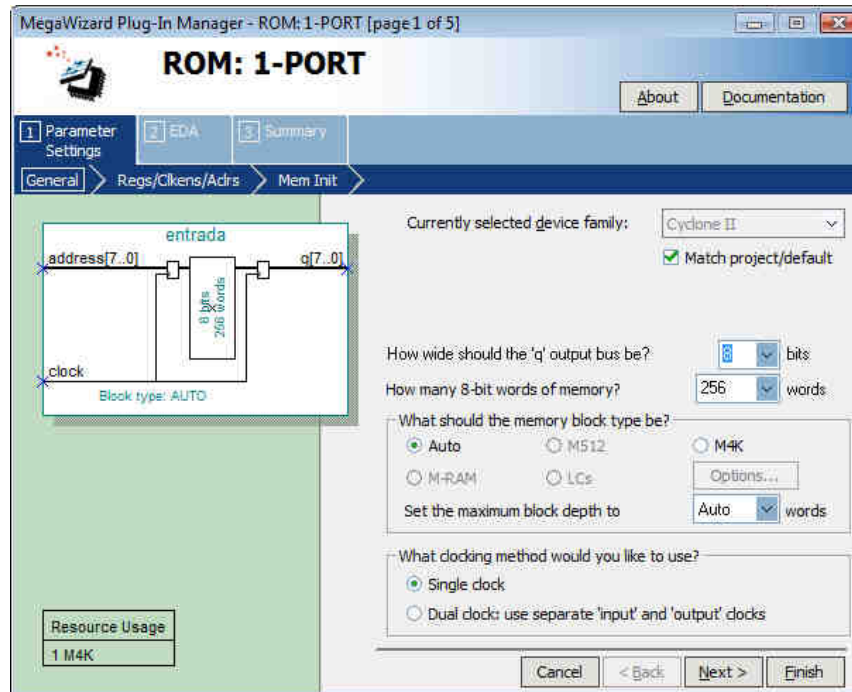 MegaWizard Plug-In Manager - ROM: 1-PORT [page 1 of 5]
ROM: 1-PORT
About
Documentation
1 Parameter Settings
2 EDA
3 Summary
General
Regs/Clkens/Adrs
Mem Init
entrada
address[7..0]
q[7..0]
8 bits
256 words
clock
Block type: AUTO
Currently selected device family:
Cyclone II
Match project/default
How wide should the 'q' output bus be?
8
bits
How many 8-bit words of memory?
256
words
What should the memory block type be?
Auto
M512
M4K
M-RAM
LCs
Options...
Set the maximum block depth to
Auto
words
What clocking method would you like to use?
Single clock
Dual clock: use separate 'input' and 'output' clocks
Resource Usage
1 M4K
Cancel
< Back
Next >
Finish